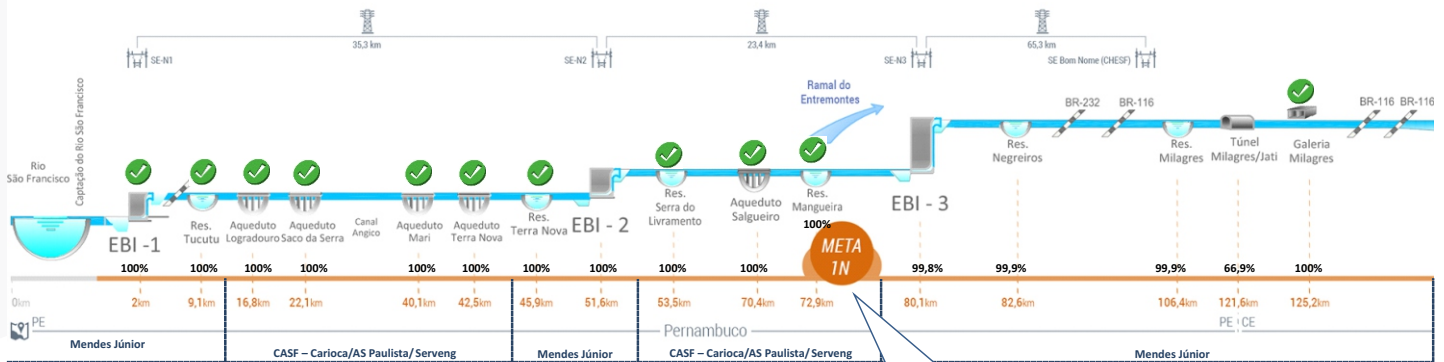 35,3 km
23,4 km
65,3 km
SE-N1
SE-N2
SE-N3
SE Bom Nome (CHESF)
Ramal do
Entremontes
Rio
São Francisco
Captação do Rio São Francisco
EBI -1
Res.
Tucutu
Aqueduto
Logradouro
Aqueduto
Saco da Serra
Canal
Angico
Aqueduto
Mari
Aqueduto
Terra Nova
Res.
Terra Nova
EBI - 2
Res.
Serra do
Livramento
Aqueduto
Salgueiro
Res.
Mangueira
EBI - 3
Res.
Negreiros
BR-232
BR-116
Res.
Milagres
Túnel
Milagres/Jati
Galeria
Milagres
BR-116
BR-116
META
1N
100%
100%
100%
100%
100%
100%
100%
100%
100%
100%
100%
99,8%
99,9%
99,9%
66,9%
100%
0km
2km
9,1km
16,8km
22,1km
40,1km
42,5km
45,9km
51,6km
53,5km
70,4km
72,9km
80,1km
82,6km
106,4km
121,6km
125,2km
PE
Pernambuco
PE CE
Mendes Júnior
CASF – Carioca/AS Paulista/ Serveng
Mendes Júnior
CASF – Carioca/AS Paulista/ Serveng
Mendes Júnior